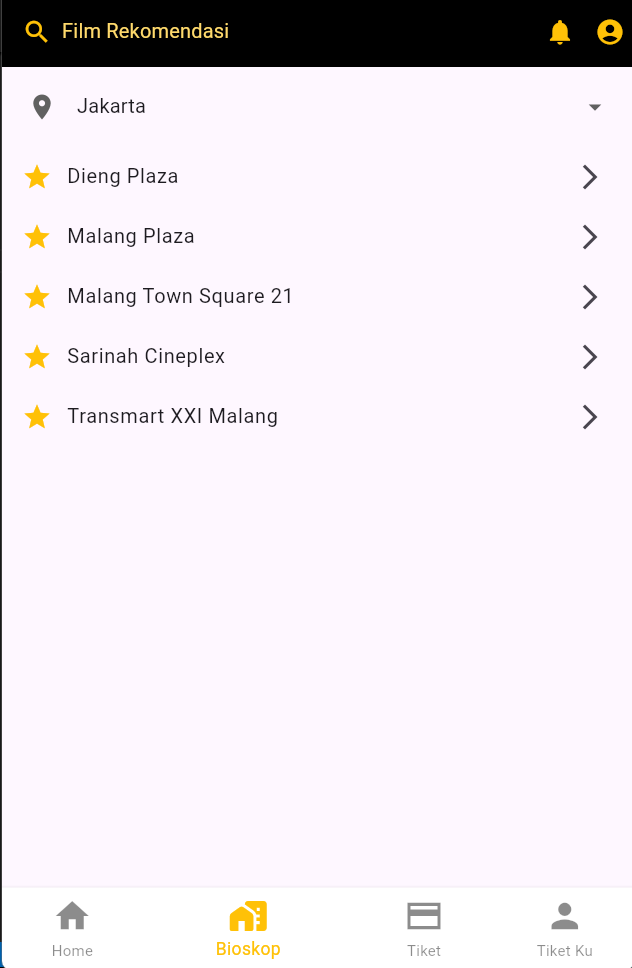 Film Rekomendasi
Jakarta
Dieng Plaza
Malang Plaza
Malang Town Square 21
Sarinah Cineplex
Transmart XXI Malang
Home
Bioskop
Tiket
Tiket Ku